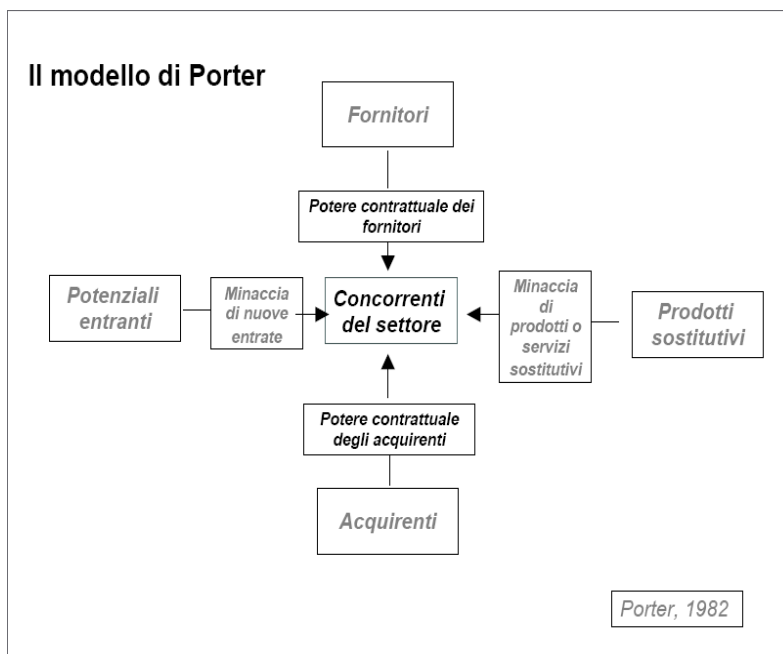 Il modello di Porter
Fornitori
Potere contrattuale dei
fornitori
Potenziali
entranti
Minaccia
di nuove
entrate
Concorrenti
del settore
Minaccia
di
prodotti o
servizi
sostitutivi
Prodotti
sostitutivi
Potere contrattuale
degli acquirenti
Acquirenti
Porter, 1982